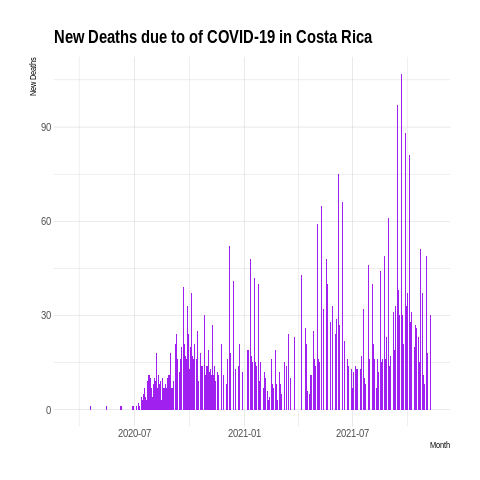 New Deaths due to of COVID-19 in Costa Rica
New Deaths
90
60
30
0
2020-07
2021-01
2021-07
Month